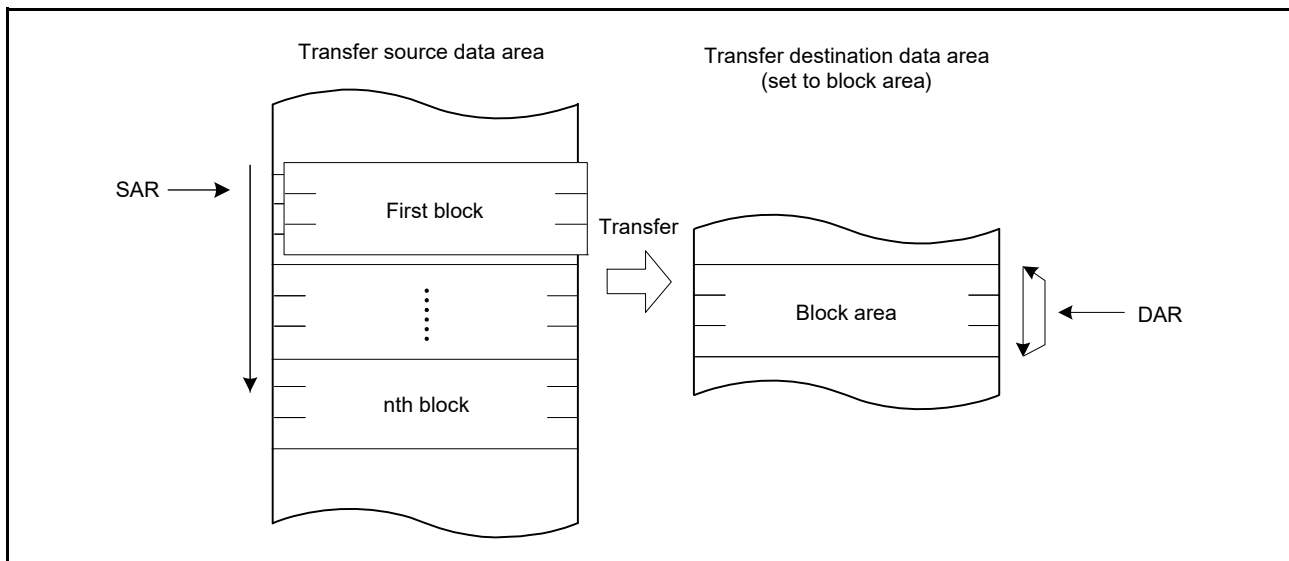 Transfer source data area
Transfer destination data area
(set to block area)
SAR
First block
Transfer
Block area
DAR
nth block